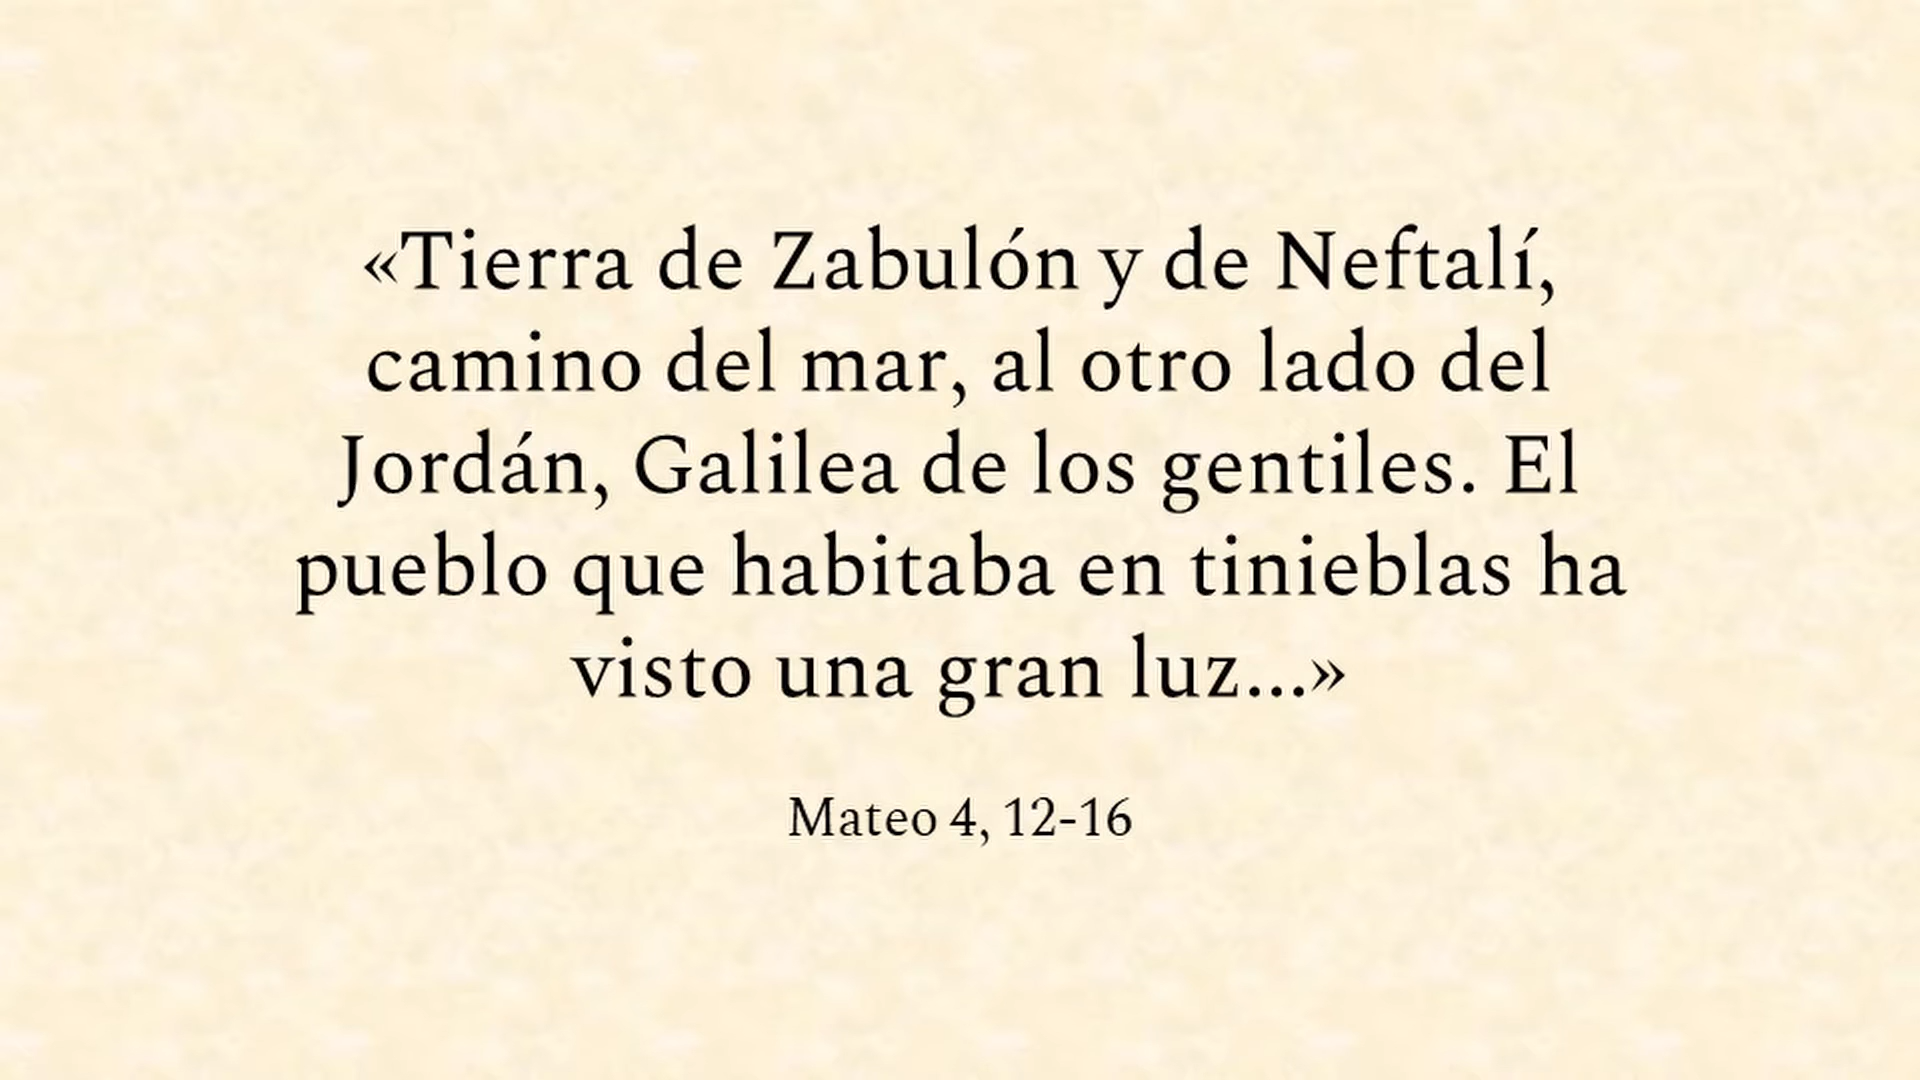 «Tierra de Zabulón y de Neftalí,
camino del mar, al otro lado del
Jordán, Galilea de los gentiles. El
pueblo que habitaba en tinieblas ha
visto una gran luz...»
Mateo 4, 12-16